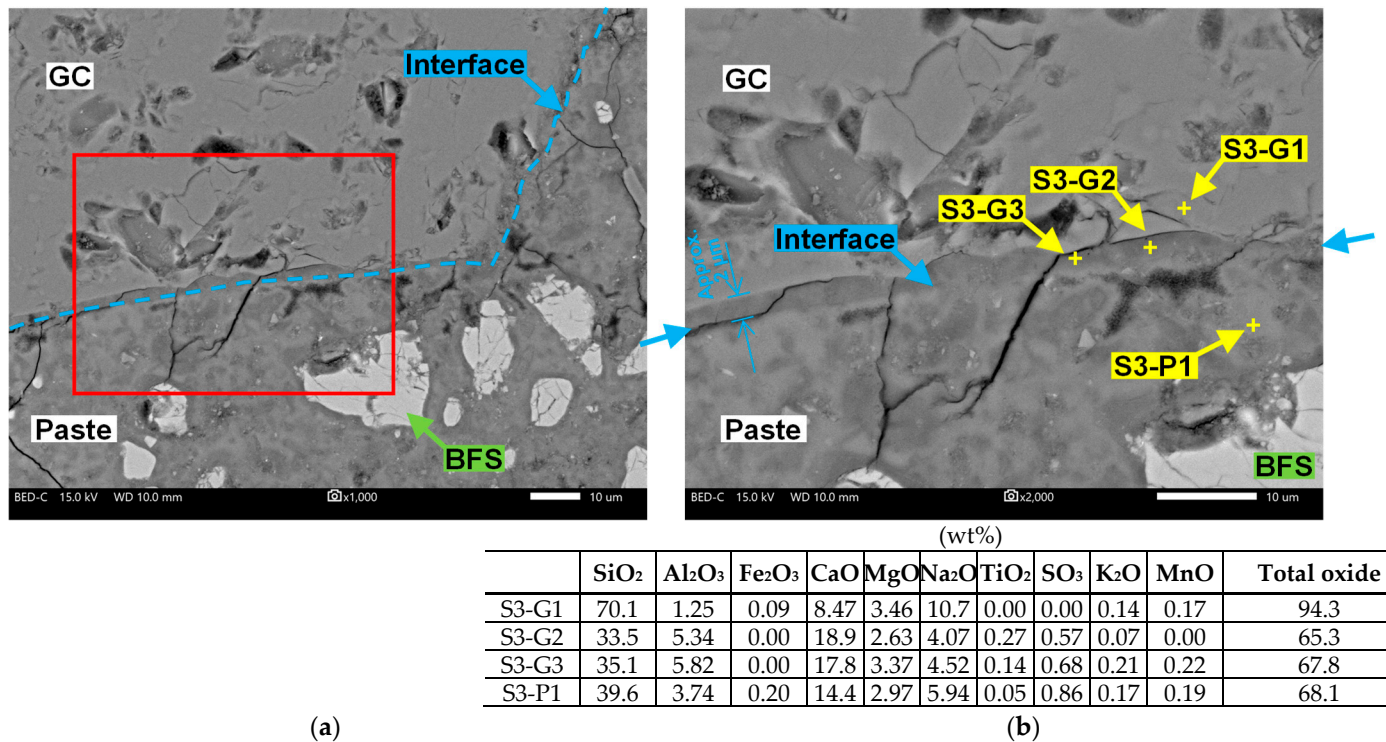 GC
Interface
Paste
BFS
BED-C 15.0 kV WD 10.0 mm x1,000 10 um
GC
S3-G1
S3-G2
S3-G3
Interface
Approx.
2 μm
S3-P1
Paste
BFS
BED-C 15.0 kV WD 10.0 mm x2,000 10 um
(wt%)
SiO₂ Al₂O₃ Fe₂O₃ CaO MgO Na₂O TiO₂ SO₃ K₂O MnO Total oxide
S3-G1 70.1 1.25 0.09 8.47 3.46 10.7 0.00 0.00 0.14 0.17 94.3
S3-G2 33.5 5.34 0.00 18.9 2.63 4.07 0.27 0.57 0.07 0.00 65.3
S3-G3 35.1 5.82 0.00 17.8 3.37 4.52 0.14 0.68 0.21 0.22 67.8
S3-P1 39.6 3.74 0.20 14.4 2.97 5.94 0.05 0.86 0.17 0.19 68.1
(a) (b)